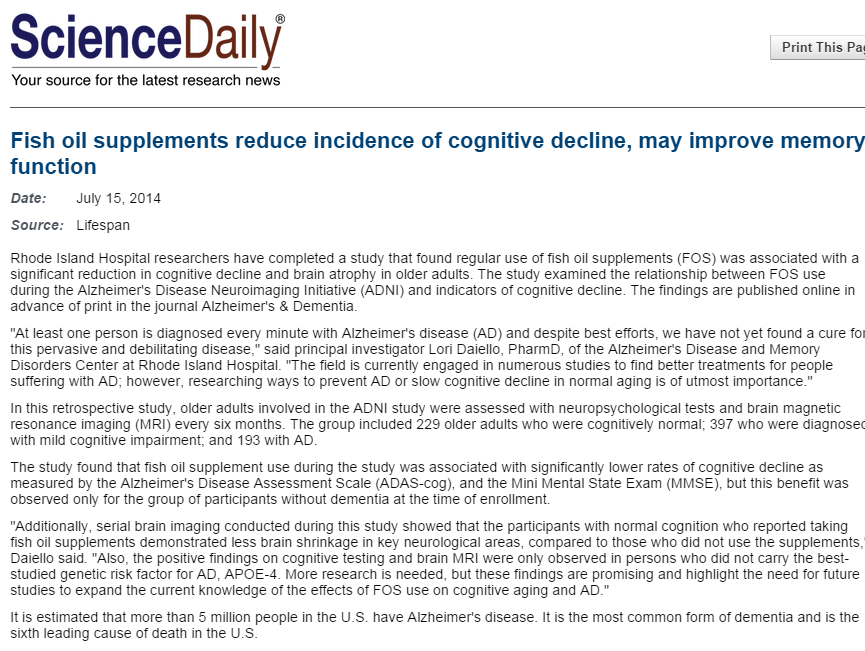 ScienceDaily®
Your source for the latest research news
Print This Pa
Fish oil supplements reduce incidence of cognitive decline, may improve memory
function
Date: July 15, 2014
Source: Lifespan
Rhode Island Hospital researchers have completed a study that found regular use of fish oil supplements (FOS) was associated with a
significant reduction in cognitive decline and brain atrophy in older adults. The study examined the relationship between FOS use
during the Alzheimer's Disease Neuroimaging Initiative (ADNI) and indicators of cognitive decline. The findings are published online in
advance of print in the journal Alzheimer's & Dementia.
"At least one person is diagnosed every minute with Alzheimer's disease (AD) and despite best efforts, we have not yet found a cure for
this pervasive and debilitating disease," said principal investigator Lori Daiello, PharmD, of the Alzheimer's Disease and Memory
Disorders Center at Rhode Island Hospital. "The field is currently engaged in numerous studies to find better treatments for people
suffering with AD; however, researching ways to prevent AD or slow cognitive decline in normal aging is of utmost importance."
In this retrospective study, older adults involved in the ADNI study were assessed with neuropsychological tests and brain magnetic
resonance imaging (MRI) every six months. The group included 229 older adults who were cognitively normal; 397 who were diagnosed
with mild cognitive impairment; and 193 with AD.
The study found that fish oil supplement use during the study was associated with significantly lower rates of cognitive decline as
measured by the Alzheimer's Disease Assessment Scale (ADAS-cog), and the Mini Mental State Exam (MMSE), but this benefit was
observed only for the group of participants without dementia at the time of enrollment.
"Additionally, serial brain imaging conducted during this study showed that the participants with normal cognition who reported taking
fish oil supplements demonstrated less brain shrinkage in key neurological areas, compared to those who did not use the supplements,"
Daiello said. "Also, the positive findings on cognitive testing and brain MRI were only observed in persons who did not carry the best-
studied genetic risk factor for AD, APOE-4. More research is needed, but these findings are promising and highlight the need for future
studies to expand the current knowledge of the effects of FOS use on cognitive aging and AD."
It is estimated that more than 5 million people in the U.S. have Alzheimer's disease. It is the most common form of dementia and is the
sixth leading cause of death in the U.S.